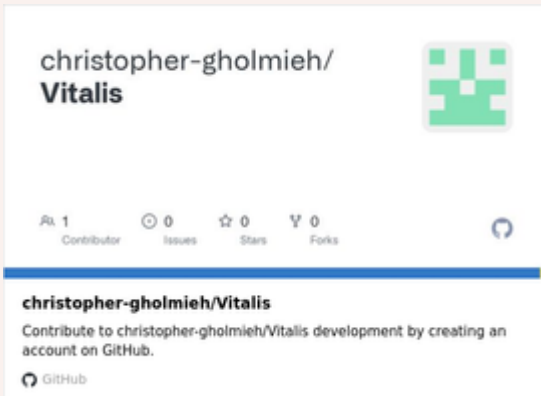 christopher-gholmieh/
Vitalis
1 0 0 0
Contributor Issues Stars Forks
christopher-gholmieh/Vitalis
Contribute to christopher-gholmieh/Vitalis development by creating an
account on GitHub.
GitHub